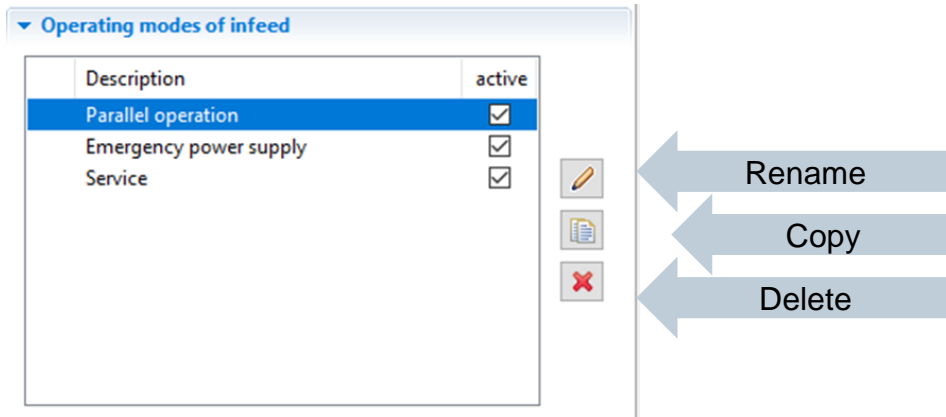 Operating modes of infeed
Description active
Parallel operation
Emergency power supply
Service
Rename
Copy
Delete